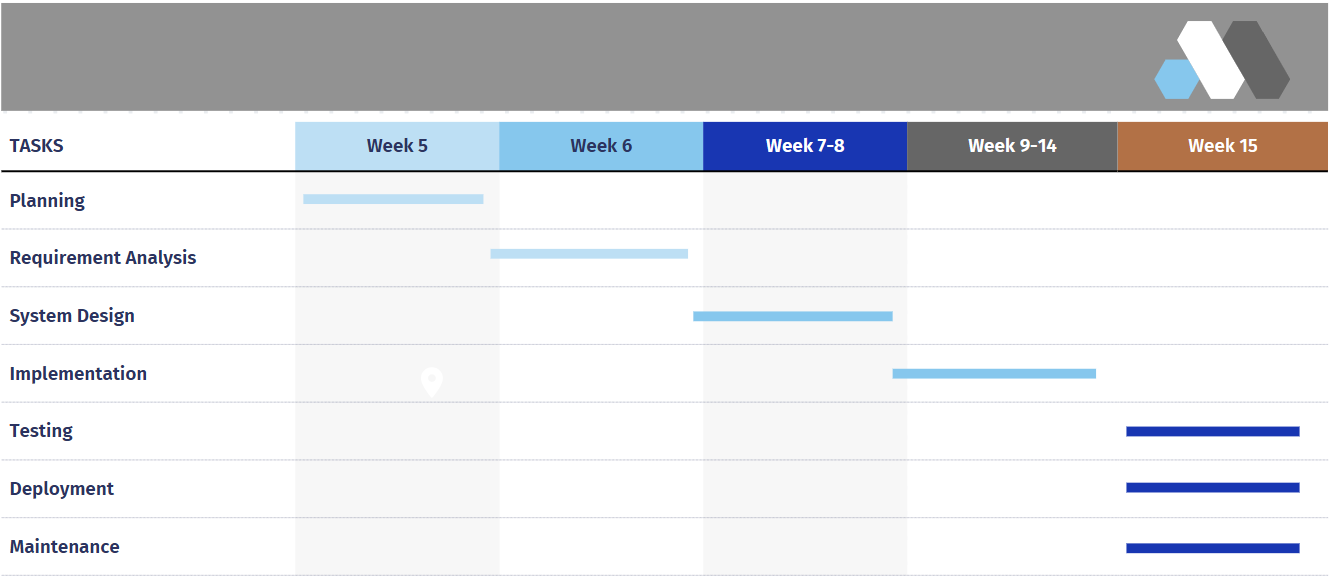 TASKS Week 5 Week 6 Week 7-8 Week 9-14 Week 15
Planning
Requirement Analysis
System Design
Implementation
Testing
Deployment
Maintenance